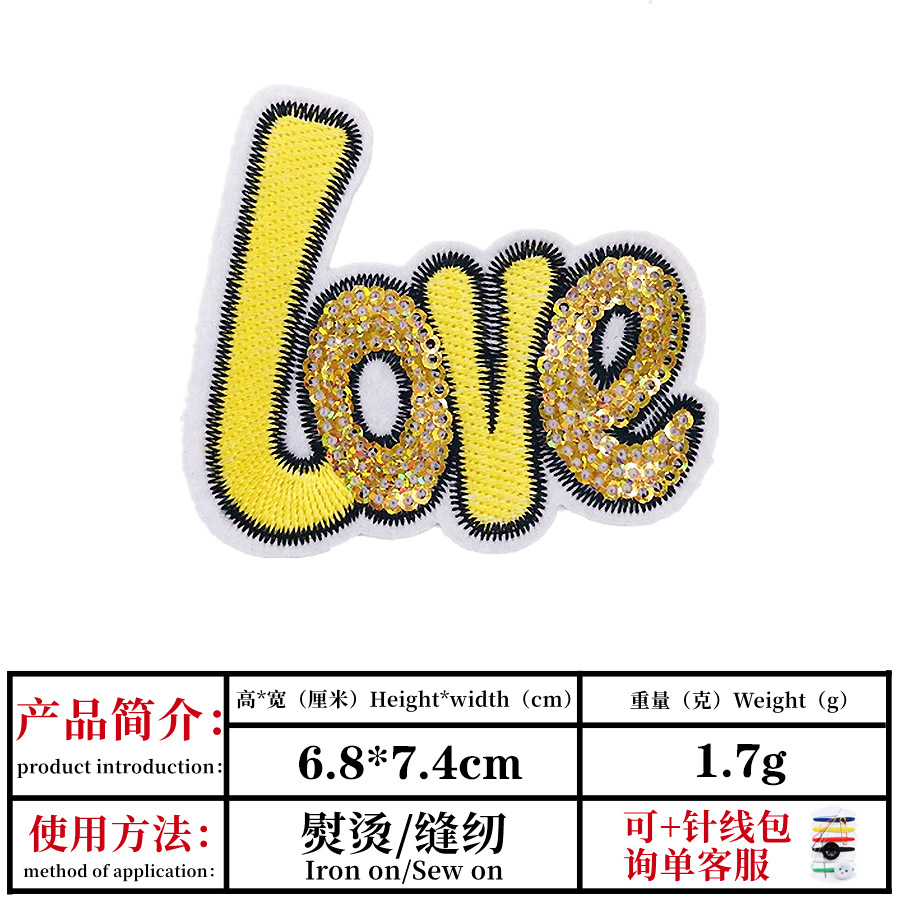 love
产品简介：
product introduction：
高*宽（厘米）Height*width（cm）
重量（克）Weight（g）
6.8*7.4cm
1.7g
使用方法：
method of application：
熨烫/缝纫
Iron on/Sew on
可+针线包
询单客服